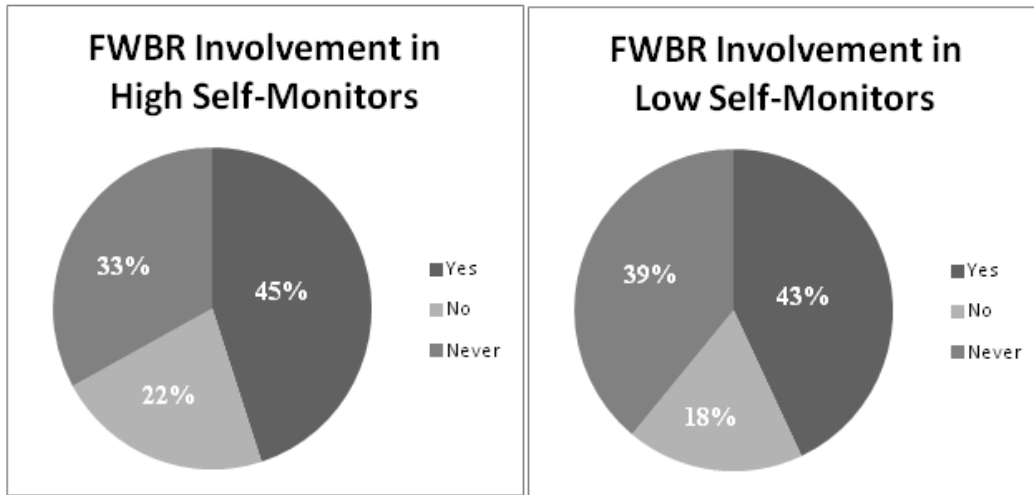 FWBR Involvement in
High Self-Monitors
33%
45%
22%
Yes
No
Never
FWBR Involvement in
Low Self-Monitors
39%
43%
18%
Yes
No
Never